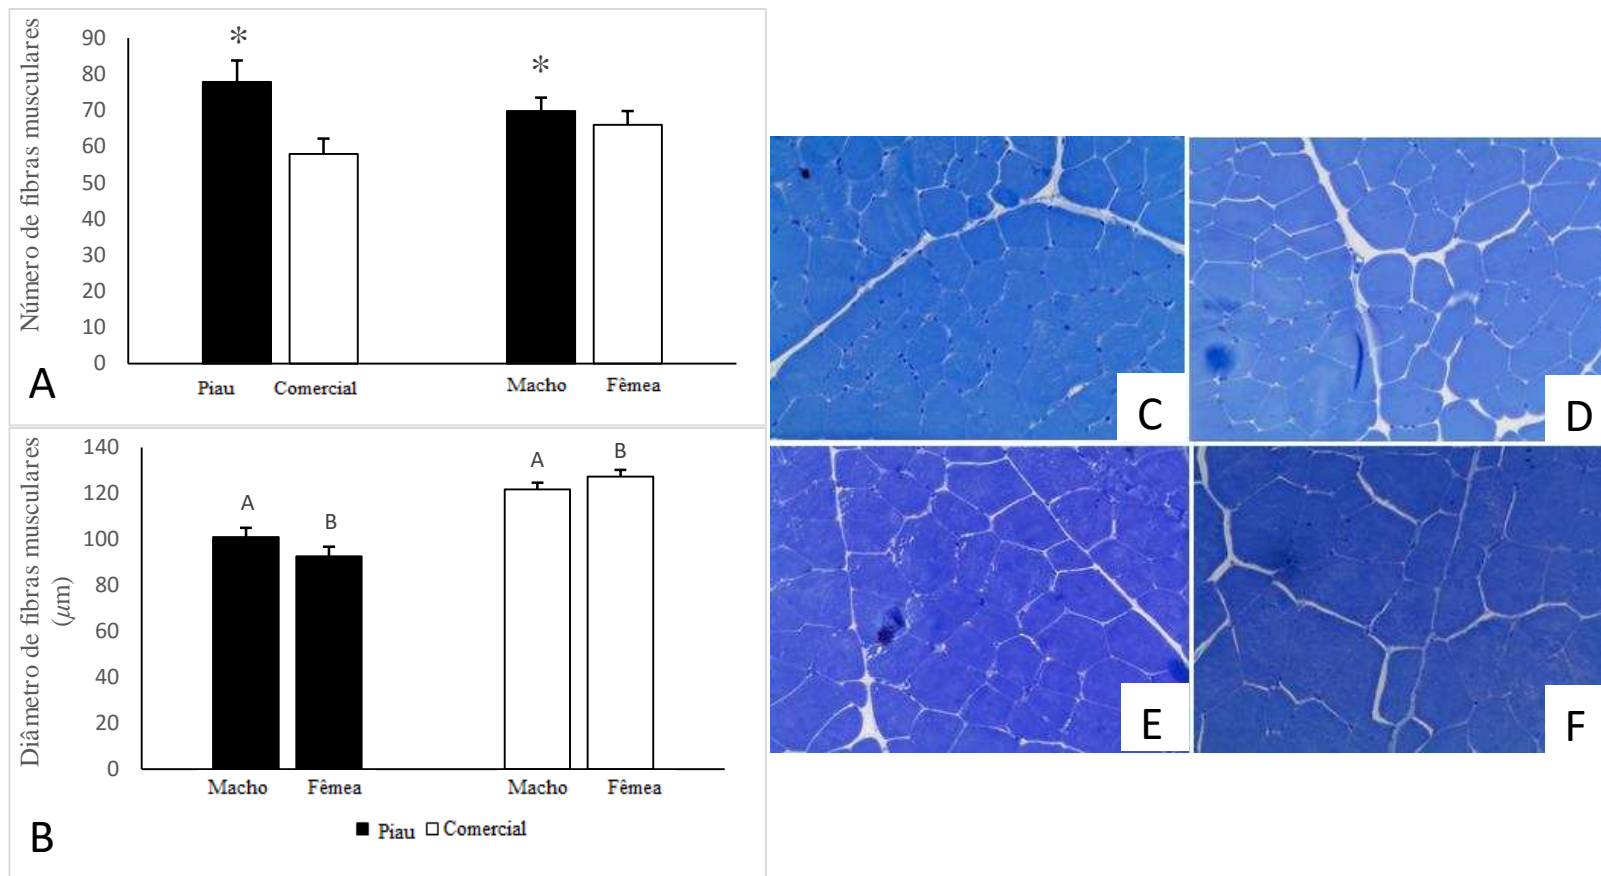 Número de fibras musculares
90
80
70
60
50
40
30
20
10
0
*
*
Piau
Comercial
Macho
Fêmea
A
Diâmetro de fibras musculares
(µm)
140
120
100
80
60
40
20
0
A
B
A
B
Macho
Fêmea
Macho
Fêmea
Piau
Comercial
B
C
D
E
F